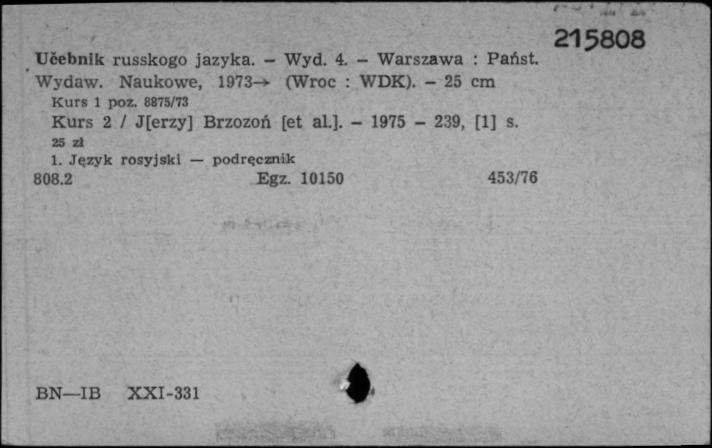 215808
Učebnik russkogo jazyka. – Wyd. 4. – Warszawa : Państ.
Wydaw. Naukowe, 1973→ (Wroc : WDK). – 25 cm
Kurs 1 poz. 8875/73
Kurs 2 / J[erzy] Brzozoń [et al.]. – 1975 – 239, [1] s.
25 zł
1. Język rosyjski — podręcznik
808.2 Egz. 10150 453/76
BN—IB XXI-331